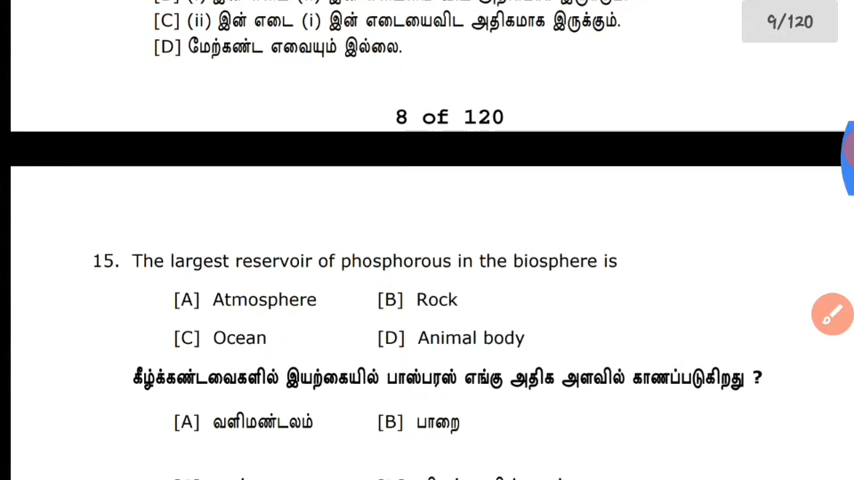 [C] (ii) இன் எடை (i) இன் எடையைவிட அதிகமாக இருக்கும்.
9/120
[D] மேற்கண்ட எவையும் இல்லை.
8 of 120
15. The largest reservoir of phosphorous in the biosphere is
[A] Atmosphere [B] Rock
[C] Ocean [D] Animal body
கீழ்க்கண்டவைகளில் இயற்கையில் பாஸ்பரஸ் எங்கு அதிக அளவில் காணப்படுகிறது ?
[A] வளிமண்டலம் [B] பாறை